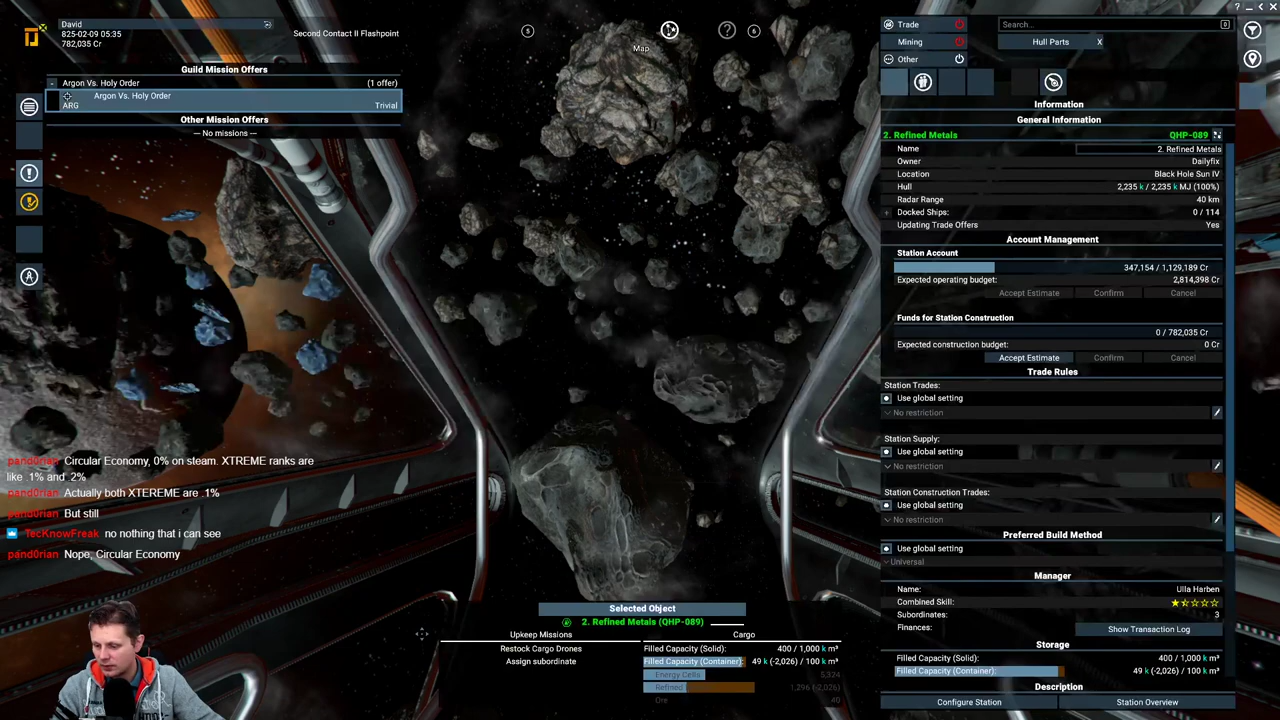 David
825-02-09 05:35
782,035 Cr
Second Contact II Flashpoint
5
Map
6
Guild Mission Offers
Argon Vs. Holy Order (1 offer)
Argon Vs. Holy Order
ARG Trivial
Other Mission Offers
— No missions —
Trade
Mining
Other
Search...
0
Hull Parts X
Information
General Information
2. Refined Metals QHP-089
Name 2. Refined Metals
Owner Dailyfix
Location Black Hole Sun IV
Hull 2,235 k / 2,235 k MJ (100%)
Radar Range 40 km
Docked Ships: 0 / 114
Updating Trade Offers Yes
Account Management
Station Account
347,154 / 1,129,189 Cr
Expected operating budget: 2,814,398 Cr
Accept Estimate Confirm Cancel
Funds for Station Construction
0 / 782,035 Cr
Expected construction budget: 0 Cr
Accept Estimate Confirm Cancel
Trade Rules
Station Trades:
Use global setting
No restriction
Station Supply:
Use global setting
No restriction
Station Construction Trades:
Use global setting
No restriction
Preferred Build Method
Use global setting
Universal
Manager
Name: Ulla Harben
Combined Skill:
Subordinates: 3
Finances: Show Transaction Log
Storage
Filled Capacity (Solid): 400 / 1,000 k m³
Filled Capacity (Container): 49 k (-2,026) / 100 k m³
Description
Configure Station Station Overview
pand0rian Circular Economy, 0% on steam. XTREME ranks are
like .1% and .2%
pand0rian Actually both XTEREME are .1%
pand0rian But still
TecKnowFreak no nothing that i can see
pand0rian Nope, Circular Economy
Selected Object
2. Refined Metals (QHP-089)
Upkeep Missions
Restock Cargo Drones
Assign subordinate
Cargo
Filled Capacity (Solid): 400 / 1,000 k m³
Filled Capacity (Container): 49 k (-2,026) / 100 k m³
Energy Cells 5,324
Refined 1,296 (-2,026)
Ore 40